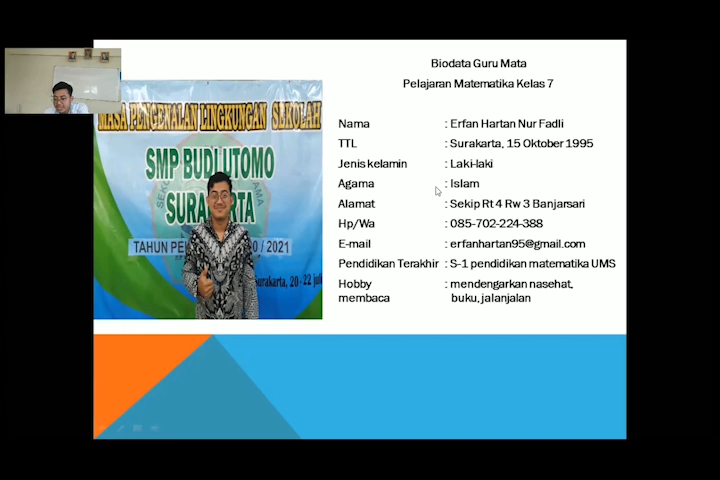 Biodata Guru Mata
Pelajaran Matematika Kelas 7
Nama : Erfan Hartan Nur Fadli
TTL : Surakarta, 15 Oktober 1995
Jenis kelamin : Laki-laki
Agama : Islam
Alamat : Sekip Rt 4 Rw 3 Banjarsari
Hp/Wa : 085-702-224-388
E-mail : erfanhartan95@gmail.com
Pendidikan Terakhir : S-1 pendidikan matematika UMS
Hobby : mendengarkan nasehat,
membaca buku, jalanjalan
MASA PENGENALAN LINGKUNGAN SEKOLAH
SMP BUDI UTOMO
SURAKARTA
TAHUN 0 / 2021
Surakarta, 20 - 22 juli